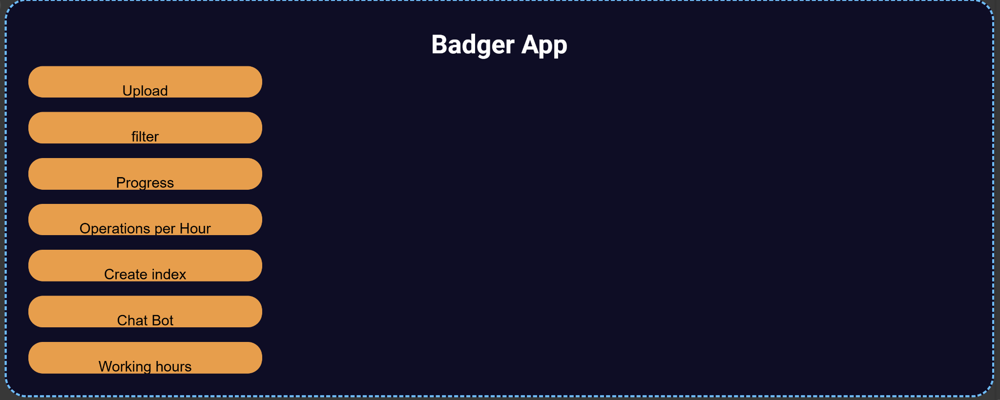 Badger App
Upload
filter
Progress
Operations per Hour
Create index
Chat Bot
Working hours